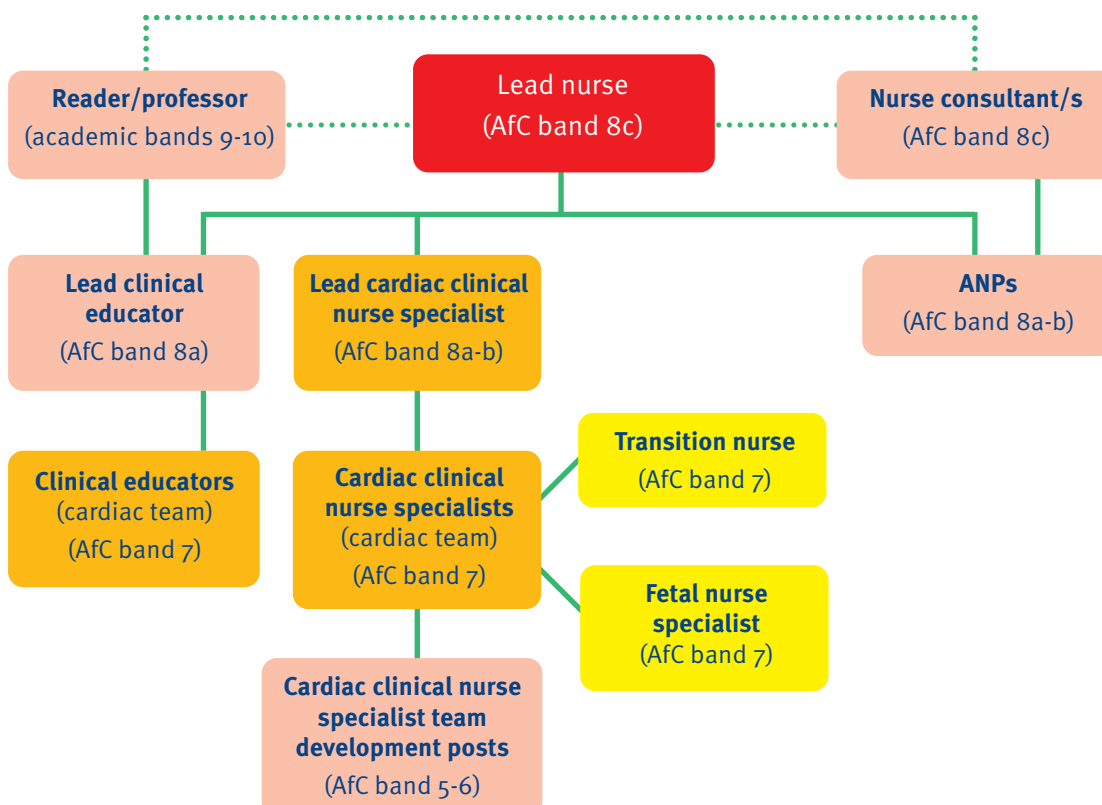 Reader/professor
(academic bands 9-10)
Lead nurse
(AfC band 8c)
Nurse consultant/s
(AfC band 8c)
Lead clinical
educator
(AfC band 8a)
Lead cardiac clinical
nurse specialist
(AfC band 8a-b)
ANPs
(AfC band 8a-b)
Clinical educators
(cardiac team)
(AfC band 7)
Cardiac clinical
nurse specialists
(cardiac team)
(AfC band 7)
Transition nurse
(AfC band 7)
Fetal nurse
specialist
(AfC band 7)
Cardiac clinical nurse
specialist team
development posts
(AfC band 5-6)